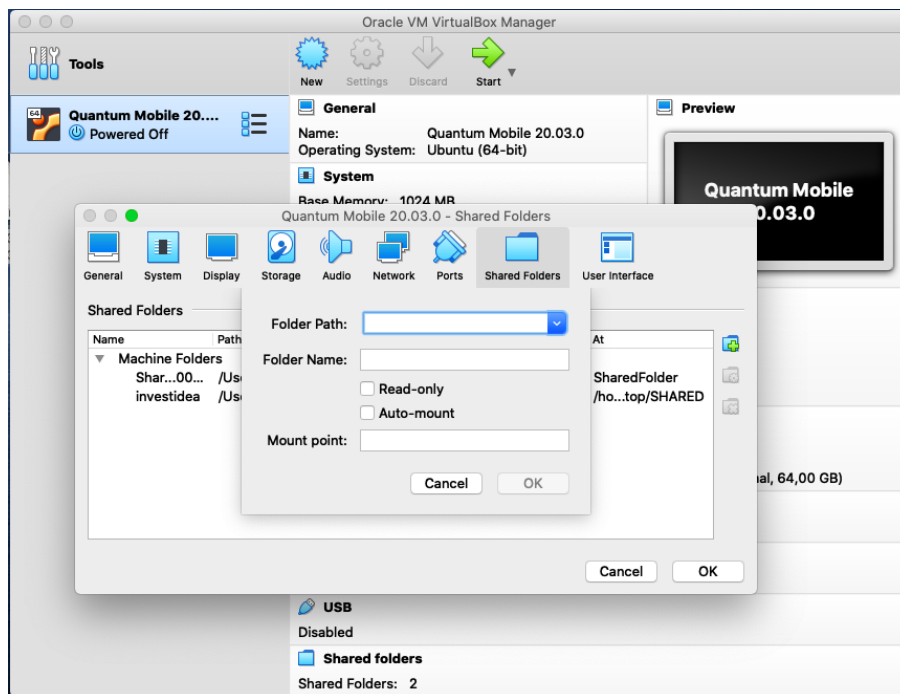 Oracle VM VirtualBox Manager
Tools
New
Settings
Discard
Start
64
Quantum Mobile 20....
Powered Off
General
Name: Quantum Mobile 20.03.0
Operating System: Ubuntu (64-bit)
System
Base Memory: 1024 MB
Preview
Quantum Mobile
20.03.0
Quantum Mobile 20.03.0 - Shared Folders
General
System
Display
Storage
Audio
Network
Ports
Shared Folders
User Interface
Shared Folders
Name
Path
At
Machine Folders
Shar...00... /Us
SharedFolder
investidea /Us
/ho...top/SHARED
Folder Path:
Folder Name:
Read-only
Auto-mount
Mount point:
Cancel
OK
al, 64,00 GB)
Cancel
OK
USB
Disabled
Shared folders
Shared Folders: 2